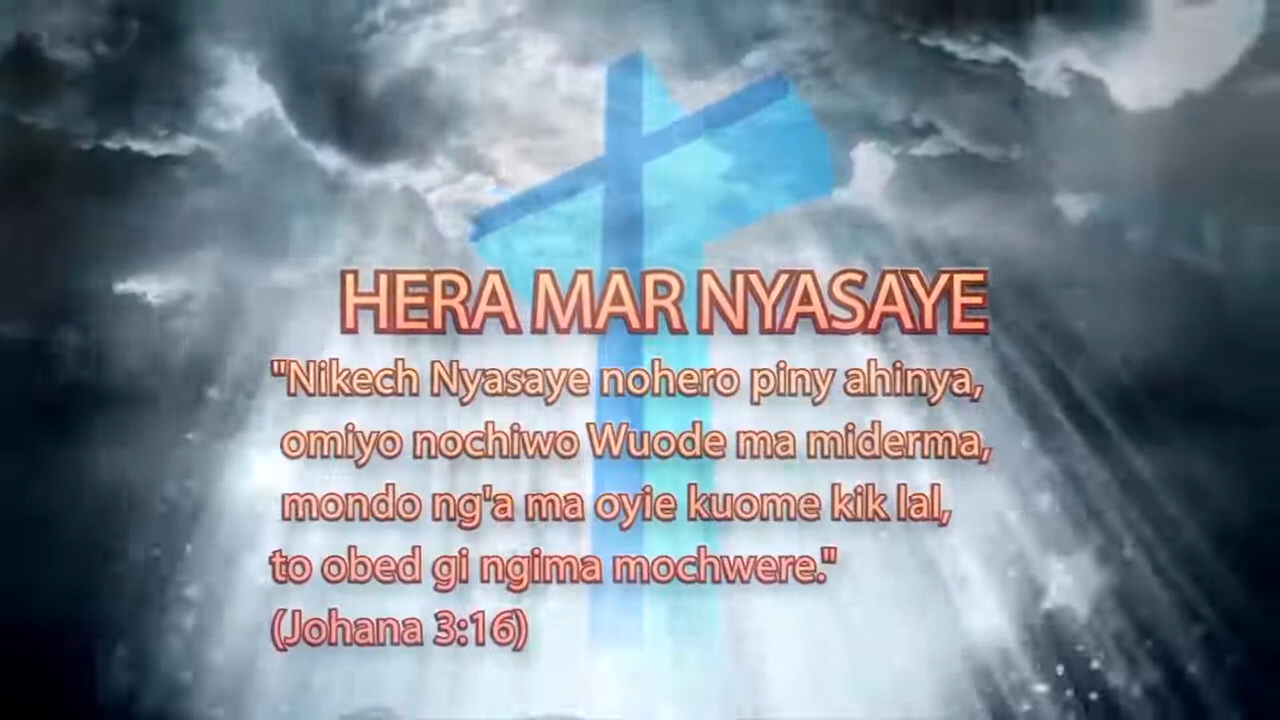 HERA MAR NYASAYE
"Nikech Nyasaye nohero piny ahinya,
omiyo nochiwo Wuode ma miderma,
mondo ng'a ma oyie kuome kik lal,
to obed gi ngima mochwere."
(Johana 3:16)